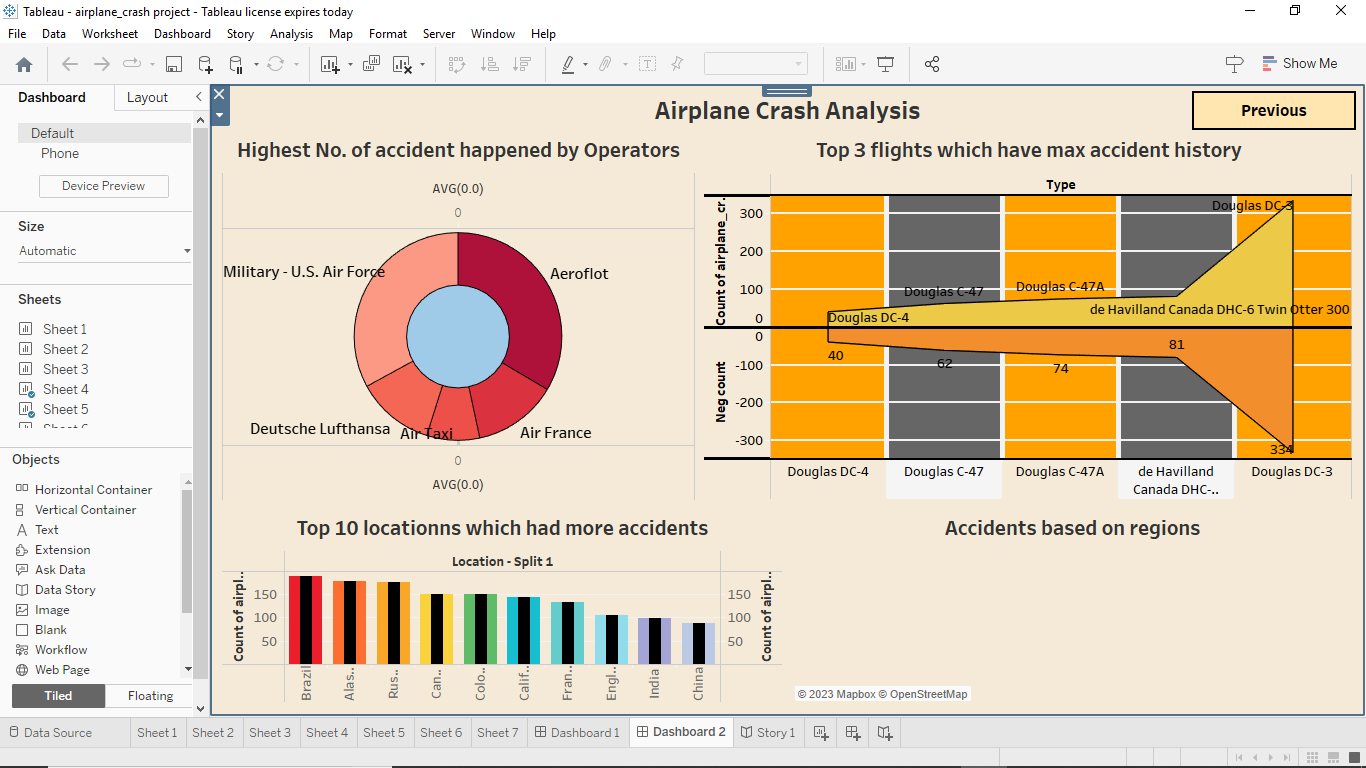 Tableau - airplane_crash project - Tableau license expires today
File Data Worksheet Dashboard Story Analysis Map Format Server Window Help
Show Me
Dashboard Layout
Default
Phone
Device Preview
Size
Automatic
Sheets
Sheet 1
Sheet 2
Sheet 3
Sheet 4
Sheet 5
Objects
Horizontal Container
Vertical Container
Text
Extension
Ask Data
Data Story
Image
Blank
Workflow
Web Page
Tiled Floating
Airplane Crash Analysis
Previous
Highest No. of accident happened by Operators
AVG(0.0)
0
Military - U.S. Air Force
Aeroflot
Deutsche Lufthansa
Air Taxi
Air France
0
AVG(0.0)
Top 3 flights which have max accident history
Type
Count of airplane_cr..
300
200
100
0
Neg count
0
-100
-200
-300
Douglas DC-3
Douglas C-47
Douglas C-47A
Douglas DC-4
de Havilland Canada DHC-6 Twin Otter 300
40
62
74
81
334
Douglas DC-4
Douglas C-47
Douglas C-47A
de Havilland
Canada DHC-..
Douglas DC-3
Top 10 locationns which had more accidents
Location - Split 1
Count of airpl..
150
100
50
150
100
50
Count of airpl..
Brazil
Alas..
Rus..
Can..
Colo..
Calif..
Fran..
Engl..
India
China
Accidents based on regions
© 2023 Mapbox © OpenStreetMap
Data Source Sheet 1 Sheet 2 Sheet 3 Sheet 4 Sheet 5 Sheet 6 Sheet 7 Dashboard 1 Dashboard 2 Story 1